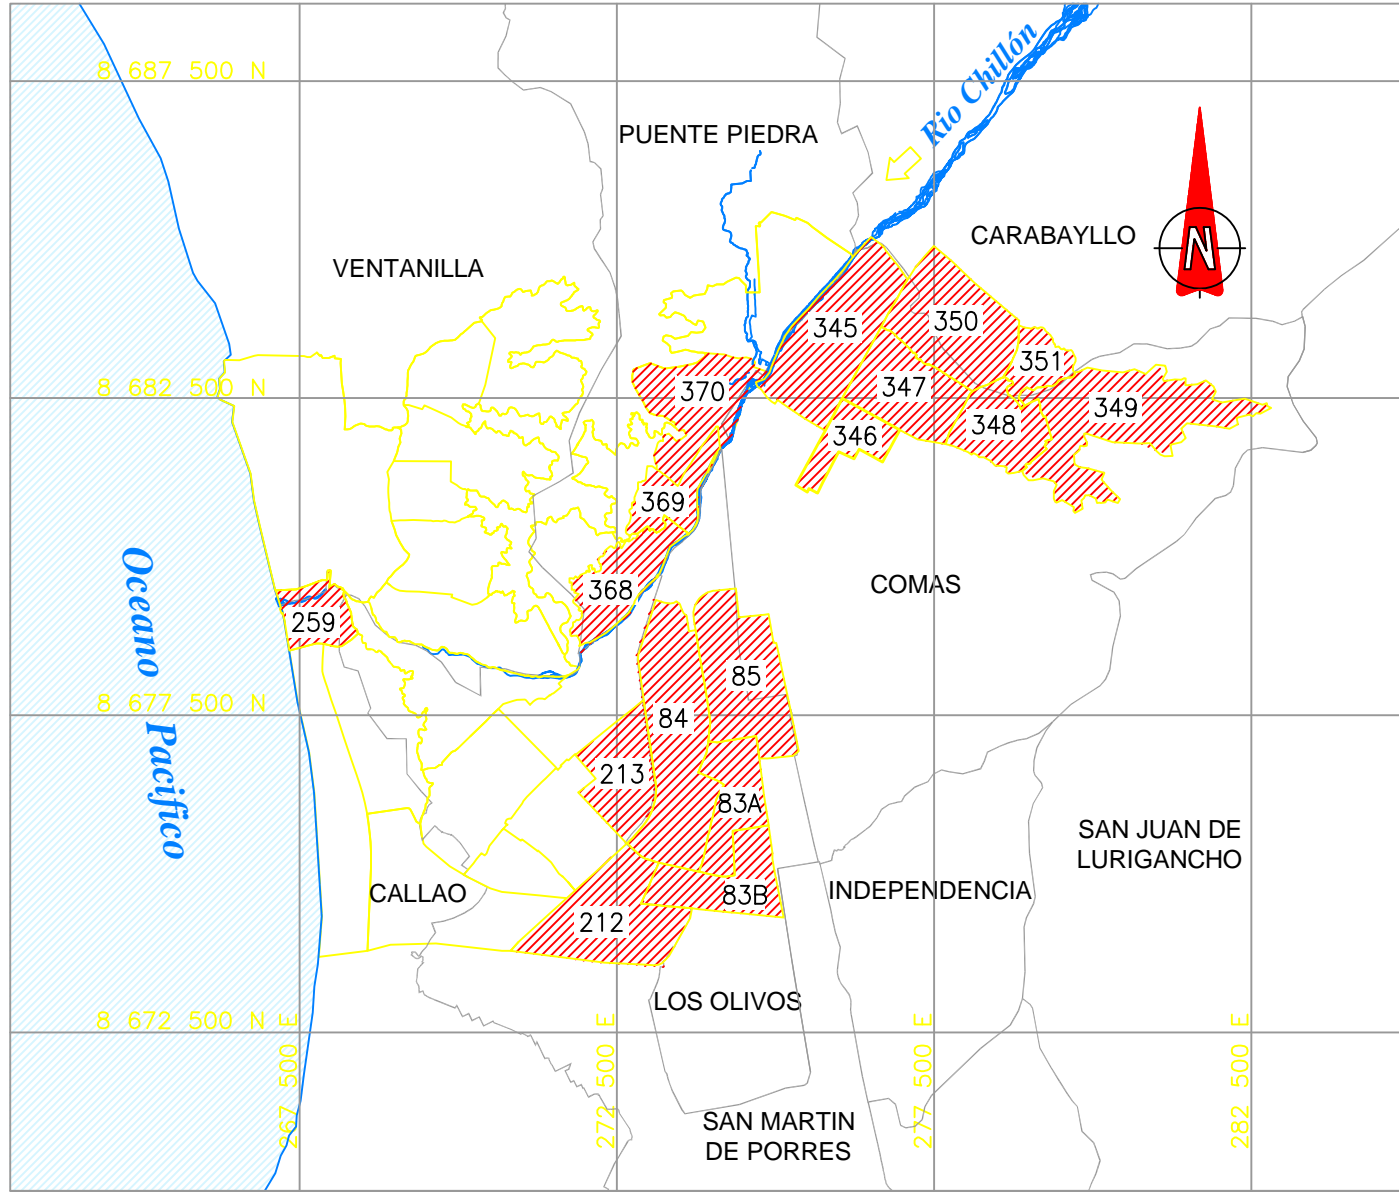 8 687 500 N
Rio Chillón
PUENTE PIEDRA
CARABAYLLO
N
VENTANILLA
345
350
351
8 682 500 N
370
347
349
346
348
369
Oceano Pacifico
368
COMAS
259
85
8 677 500 N
84
213
83A
SAN JUAN DE
LURIGANCHO
CALLAO
83B
INDEPENDENCIA
212
LOS OLIVOS
8 672 500 N
267 500 E
272 500 E
277 500 E
282 500 E
SAN MARTIN
DE PORRES